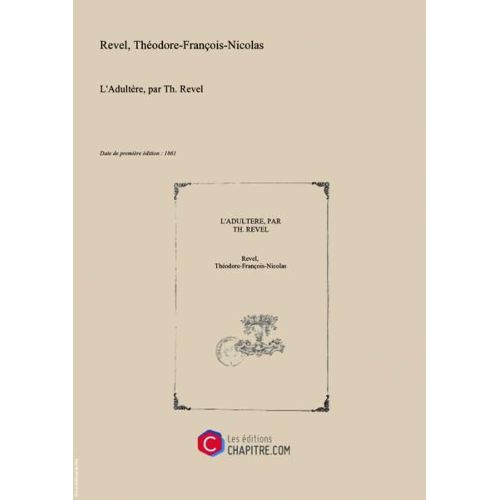 Revel, Théodore-François-Nicolas
L'Adultère, par Th. Revel
Date de première édition : 1861
L'ADULTERE, PAR
TH. REVEL
Revel,
Théodore-François-Nicolas
Les éditions
CHAPITRE.COM